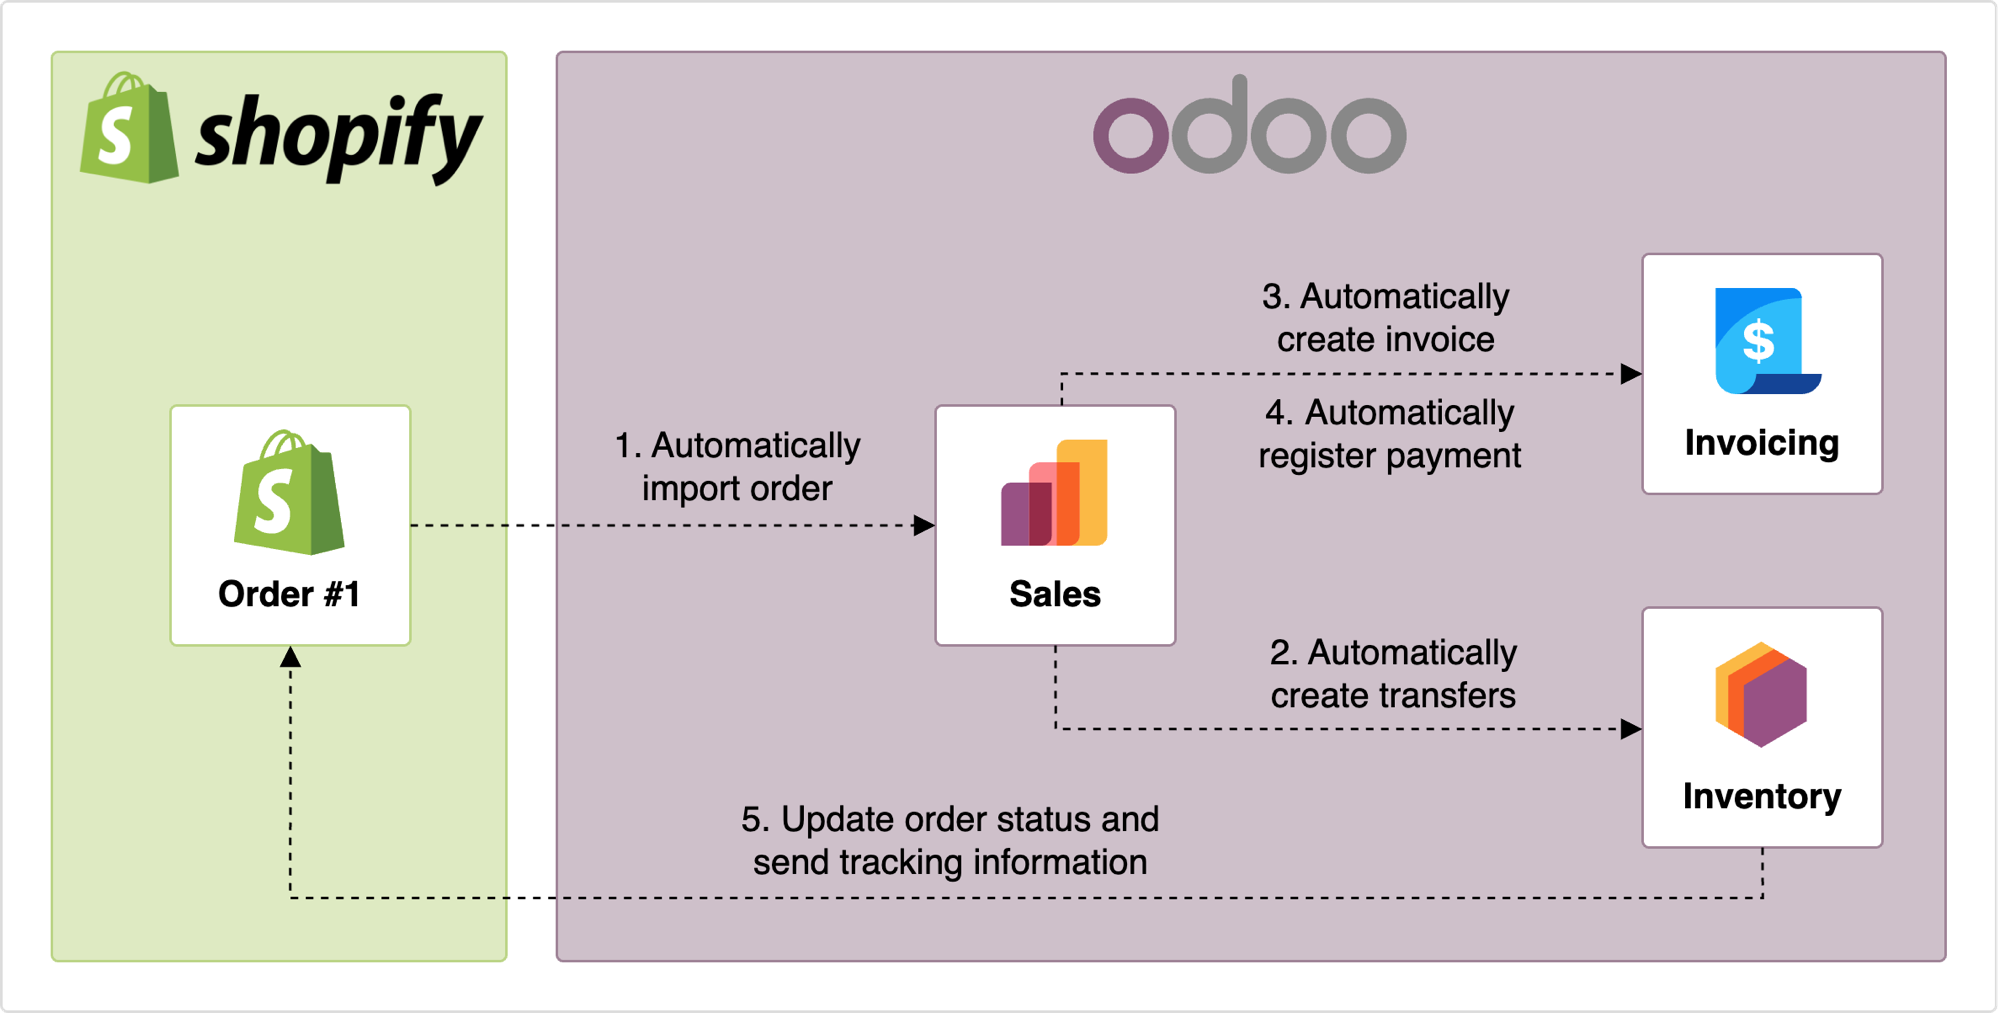 shopify
odoo
3. Automatically
create invoice
4. Automatically
register payment
$
Invoicing
1. Automatically
import order
S
Order #1
Sales
2. Automatically
create transfers
Inventory
5. Update order status and
send tracking information